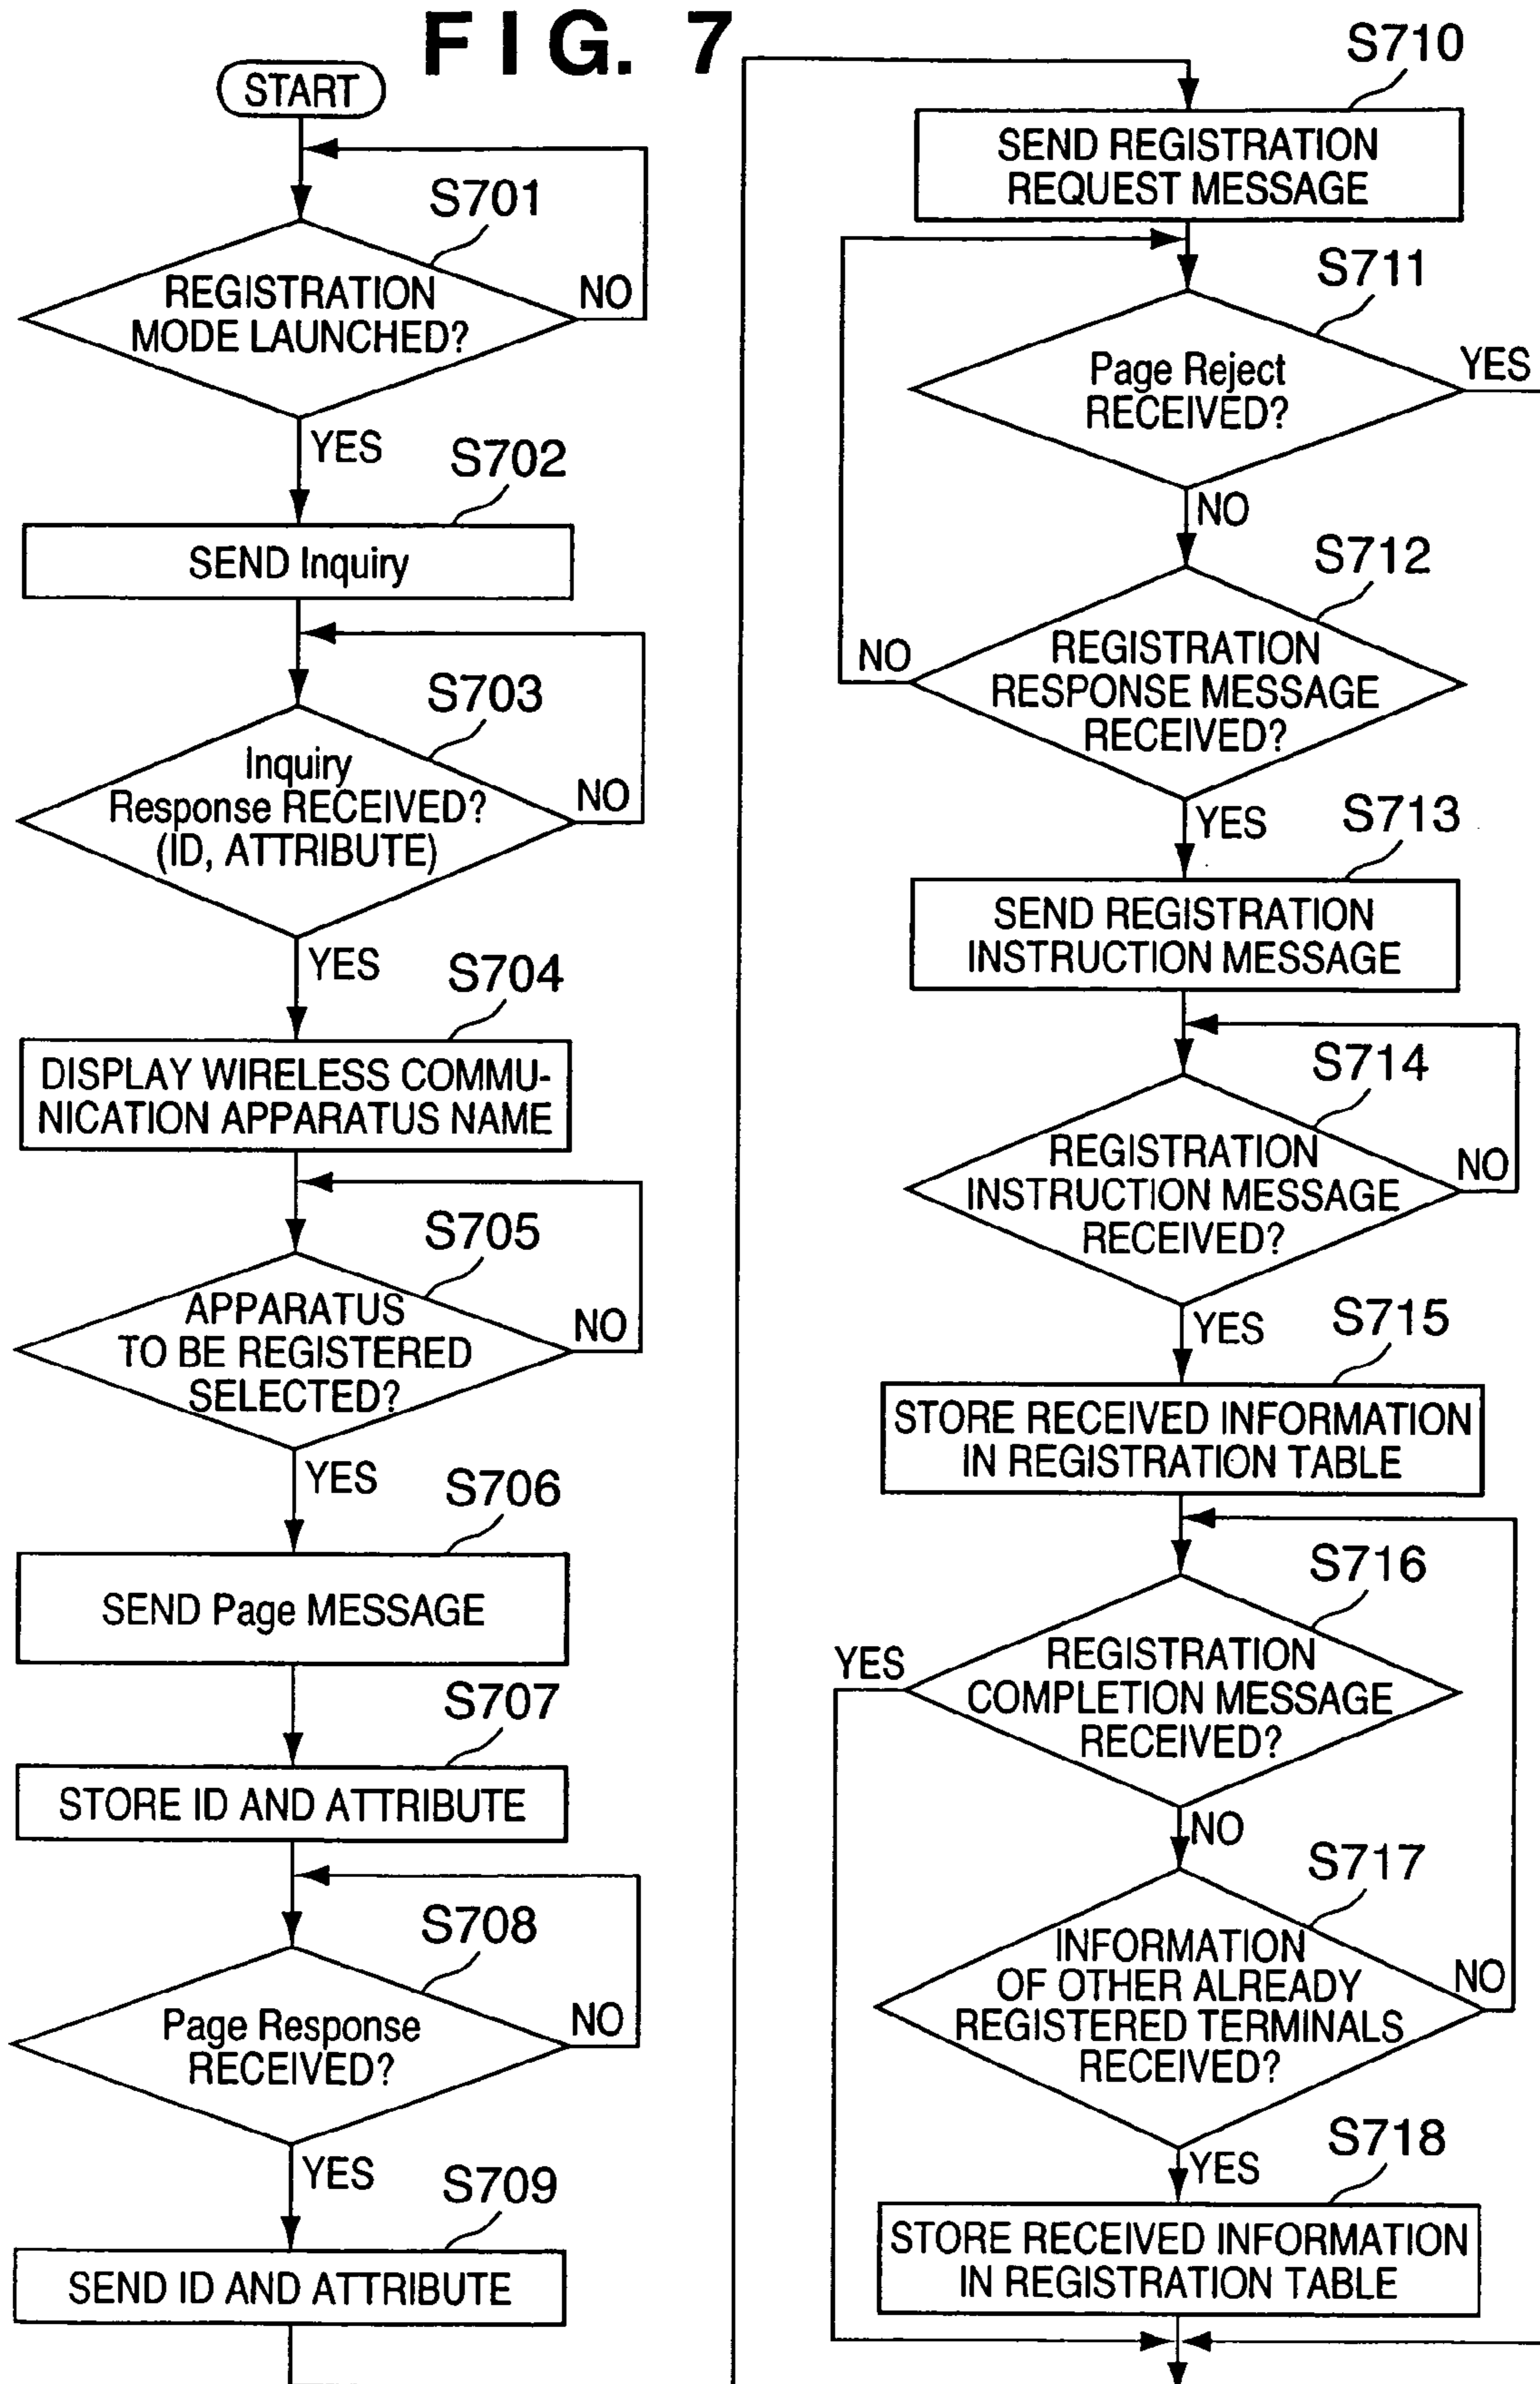 FIG. 7
START
S701
REGISTRATION
MODE LAUNCHED?
NO
YES
S702
SEND Inquiry
S703
Inquiry
Response RECEIVED?
(ID, ATTRIBUTE)
NO
YES
S704
DISPLAY WIRELESS COMMU-
NICATION APPARATUS NAME
S705
APPARATUS
TO BE REGISTERED
SELECTED?
NO
YES
S706
SEND Page MESSAGE
S707
STORE ID AND ATTRIBUTE
S708
Page Response
RECEIVED?
NO
YES
S709
SEND ID AND ATTRIBUTE
S710
SEND REGISTRATION
REQUEST MESSAGE
S711
Page Reject
RECEIVED?
YES
NO
S712
REGISTRATION
RESPONSE MESSAGE
RECEIVED?
NO
YES
S713
SEND REGISTRATION
INSTRUCTION MESSAGE
S714
REGISTRATION
INSTRUCTION MESSAGE
RECEIVED?
NO
YES
S715
STORE RECEIVED INFORMATION
IN REGISTRATION TABLE
S716
REGISTRATION
COMPLETION MESSAGE
RECEIVED?
YES
NO
S717
INFORMATION
OF OTHER ALREADY
REGISTERED TERMINALS
RECEIVED?
NO
YES
S718
STORE RECEIVED INFORMATION
IN REGISTRATION TABLE